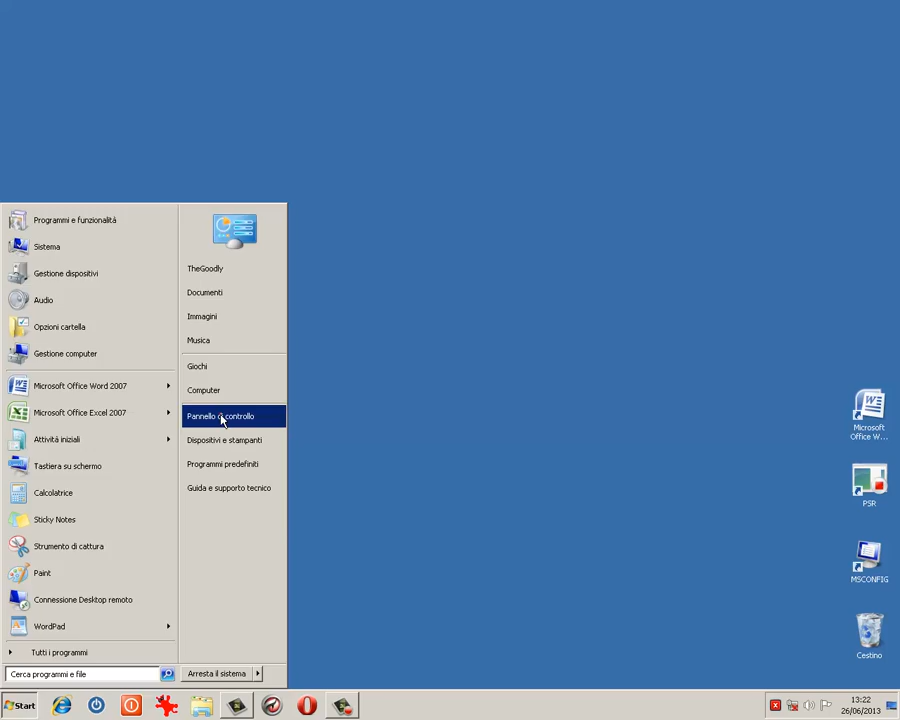 Programmi e funzionalità
Sistema
Gestione dispositivi
Audio
Opzioni cartella
Gestione computer
Microsoft Office Word 2007
Microsoft Office Excel 2007
Attività iniziali
Tastiera su schermo
Calcolatrice
Sticky Notes
Strumento di cattura
Paint
Connessione Desktop remoto
WordPad
Tutti i programmi
Cerca programmi e file
TheGoodly
Documenti
Immagini
Musica
Giochi
Computer
Pannello di controllo
Dispositivi e stampanti
Programmi predefiniti
Guida e supporto tecnico
Arresta il sistema
Microsoft
Office W...
PSR
MSCONFIG
Cestino
Start
13:22
26/06/2013